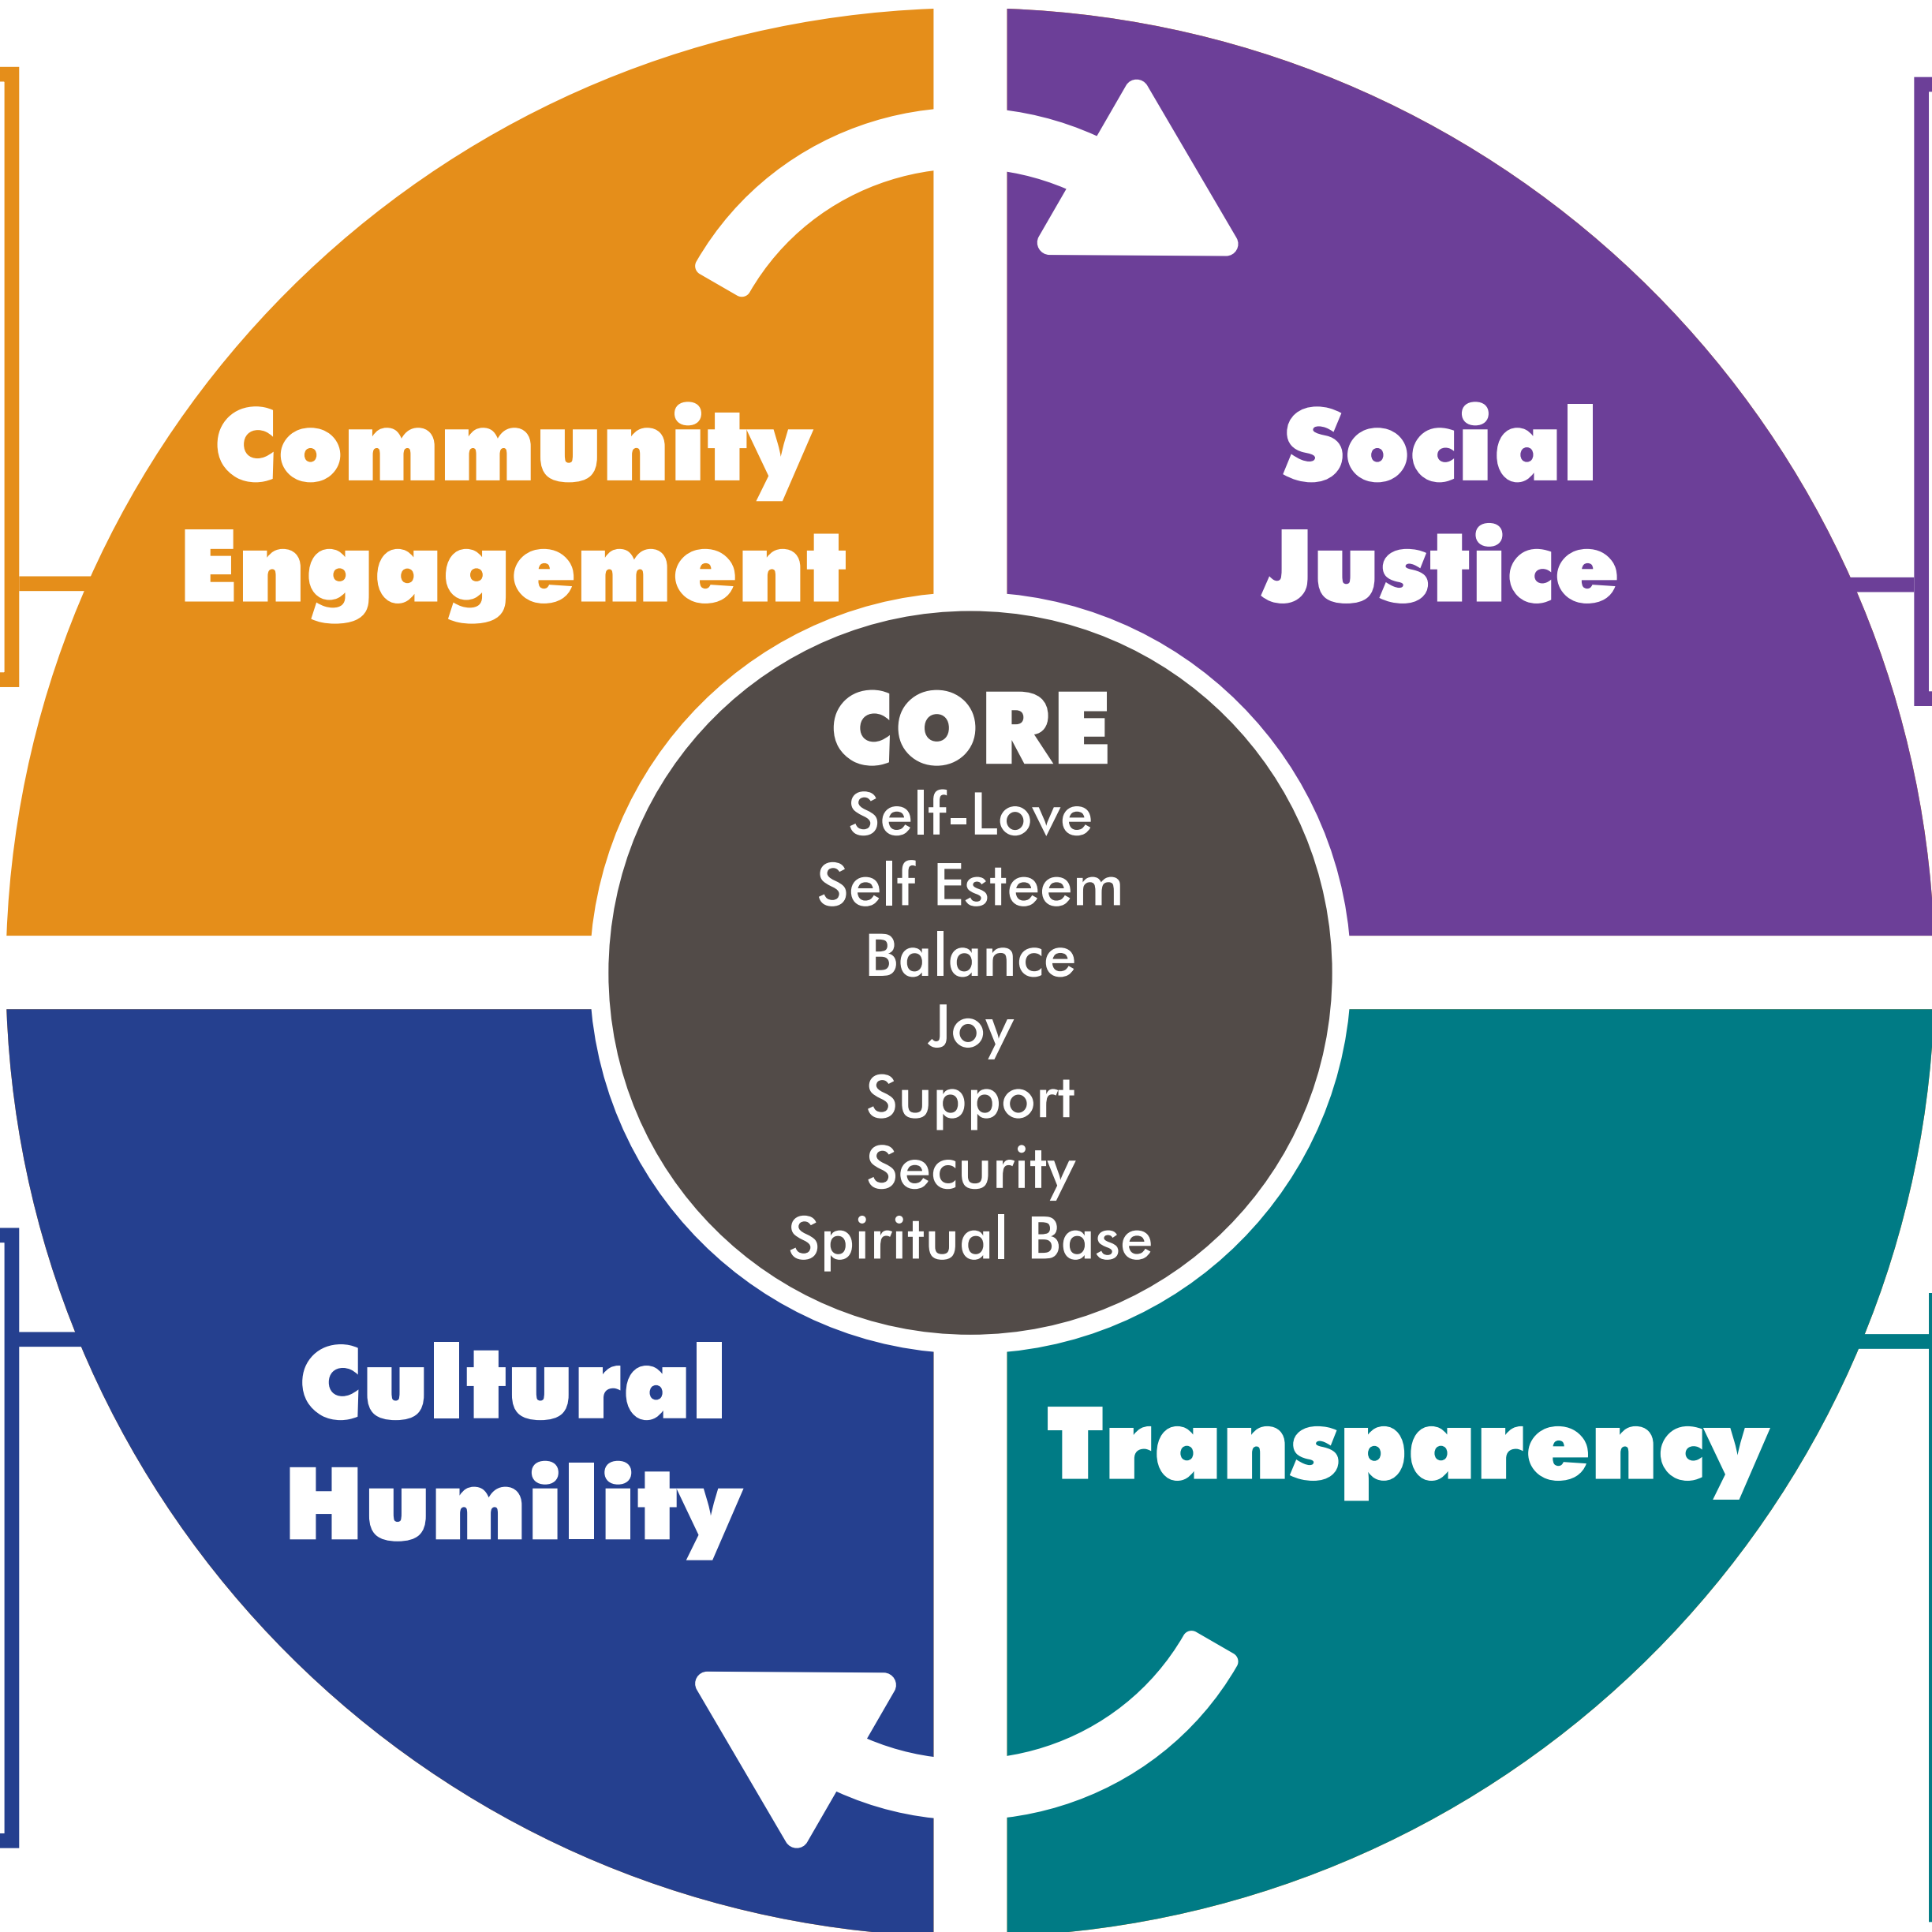 Community
Engagement
Social
Justice
CORE
Self-Love
Self Esteem
Balance
Joy
Support
Security
Spiritual Base
Cultural
Humility
Transparency